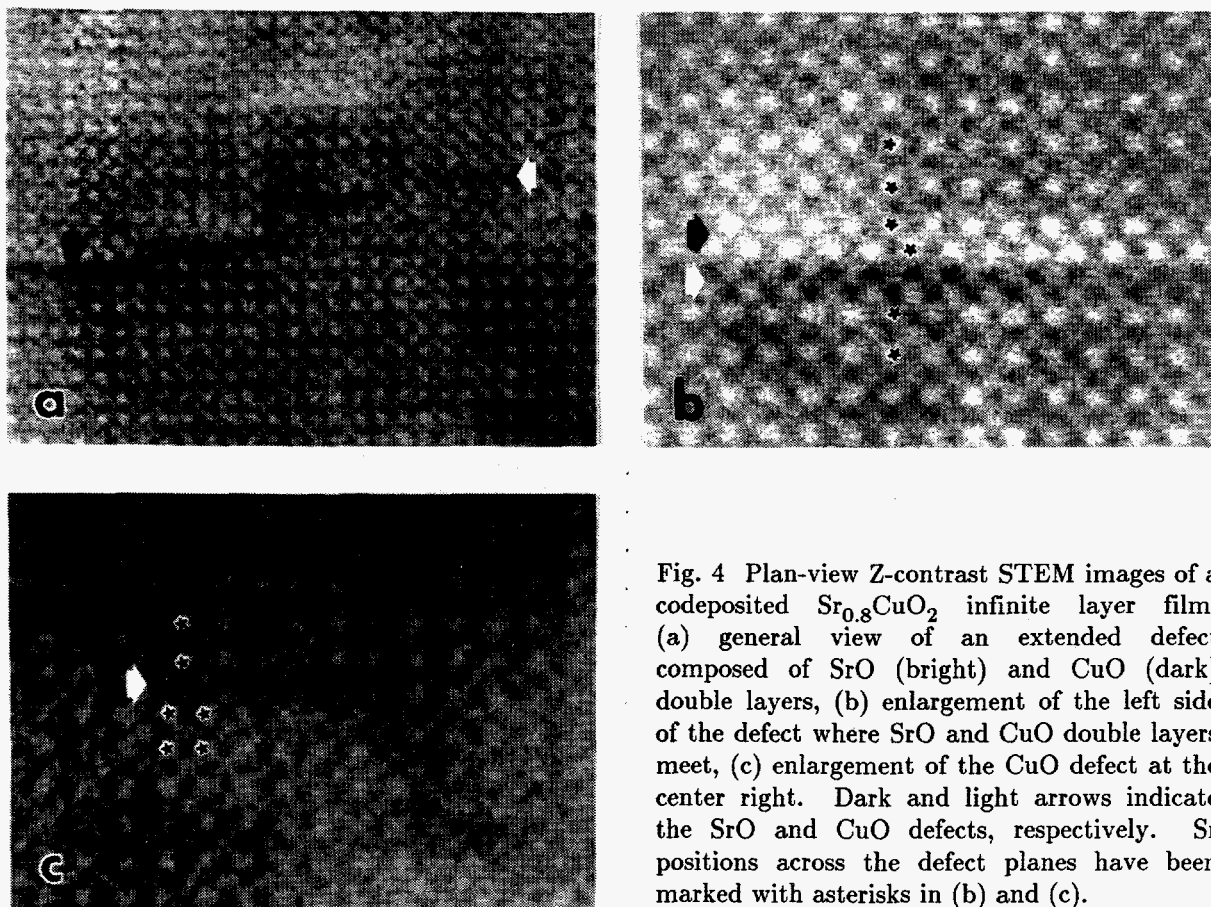 a
b
c
Fig. 4 Plan-view Z-contrast STEM images of a
codeposited Sr0.8CuO2 infinite layer film
(a) general view of an extended defect
composed of SrO (bright) and CuO (dark)
double layers, (b) enlargement of the left side
of the defect where SrO and CuO double layers
meet, (c) enlargement of the CuO defect at the
center right. Dark and light arrows indicate
the SrO and CuO defects, respectively. Sr
positions across the defect planes have been
marked with asterisks in (b) and (c).